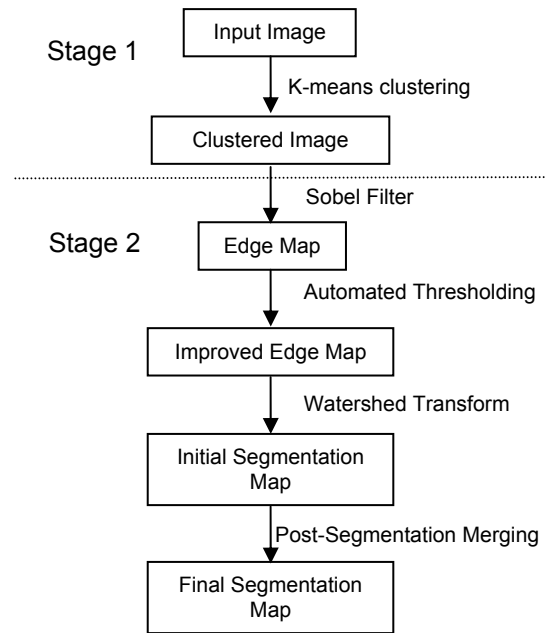 Input Image
Stage 1
K-means clustering
Clustered Image
Sobel Filter
Stage 2
Edge Map
Automated Thresholding
Improved Edge Map
Watershed Transform
Initial Segmentation
Map
Post-Segmentation Merging
Final Segmentation
Map